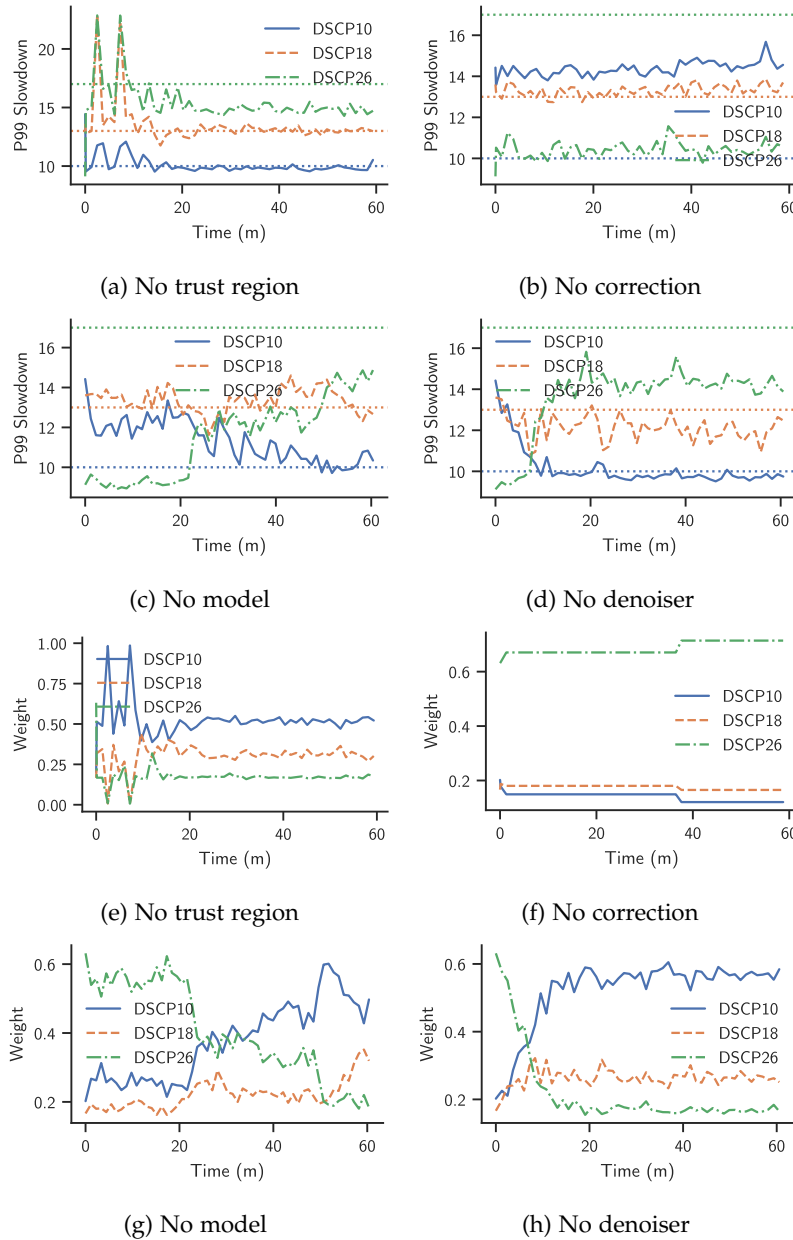 DSCP10
DSCP18
DSCP26
P99 Slowdown
20
15
10
0
20
40
60
Time (m)
(a) No trust region
DSCP10
DSCP18
DSCP26
P99 Slowdown
16
14
12
10
0
20
40
60
Time (m)
(b) No correction
DSCP10
DSCP18
DSCP26
P99 Slowdown
16
14
12
10
0
20
40
60
Time (m)
(c) No model
DSCP10
DSCP18
DSCP26
P99 Slowdown
16
14
12
10
0
20
40
60
Time (m)
(d) No denoiser
DSCP10
DSCP18
DSCP26
Weight
1.00
0.75
0.50
0.25
0.00
0
20
40
60
Time (m)
(e) No trust region
DSCP10
DSCP18
DSCP26
Weight
0.6
0.4
0.2
0
20
40
60
Time (m)
(f) No correction
DSCP10
DSCP18
DSCP26
Weight
0.6
0.4
0.2
0
20
40
60
Time (m)
(g) No model
DSCP10
DSCP18
DSCP26
Weight
0.6
0.4
0.2
0
20
40
60
Time (m)
(h) No denoiser